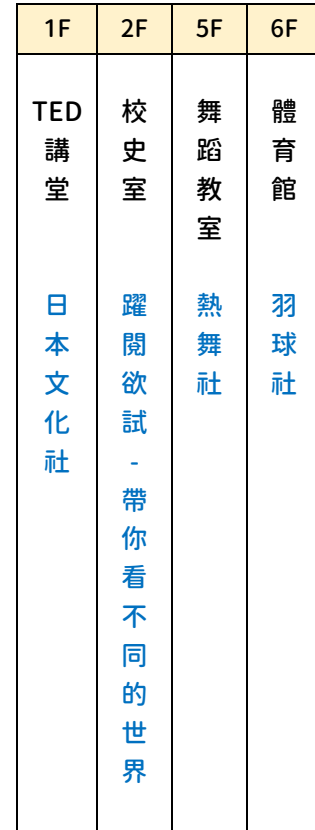 1F
2F
5F
6F
TED講堂
校史室
舞蹈教室
體育館
日本文化社
躍閱欲試-帶你看不同的世界
熱舞社
羽球社